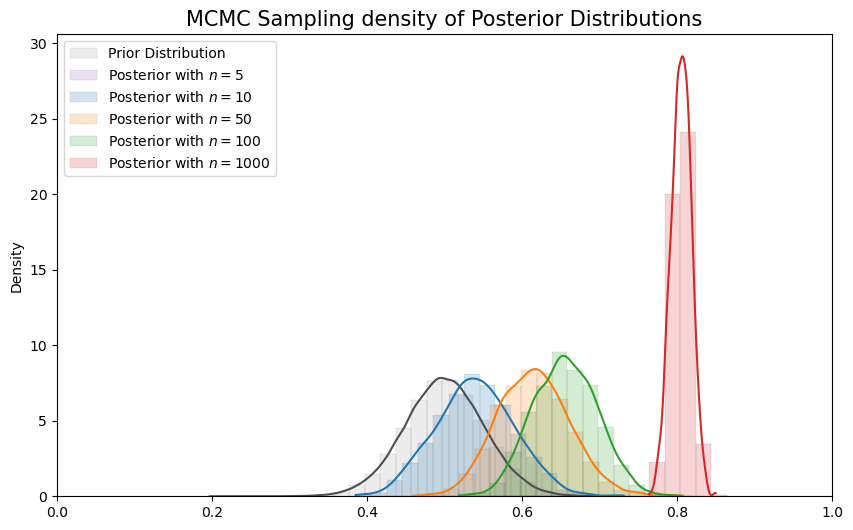 MCMC Sampling density of Posterior Distributions
30
25
20
15
10
5
0
Density
Prior Distribution
Posterior with n = 5
Posterior with n = 10
Posterior with n = 50
Posterior with n = 100
Posterior with n = 1000
0.0 0.2 0.4 0.6 0.8 1.0